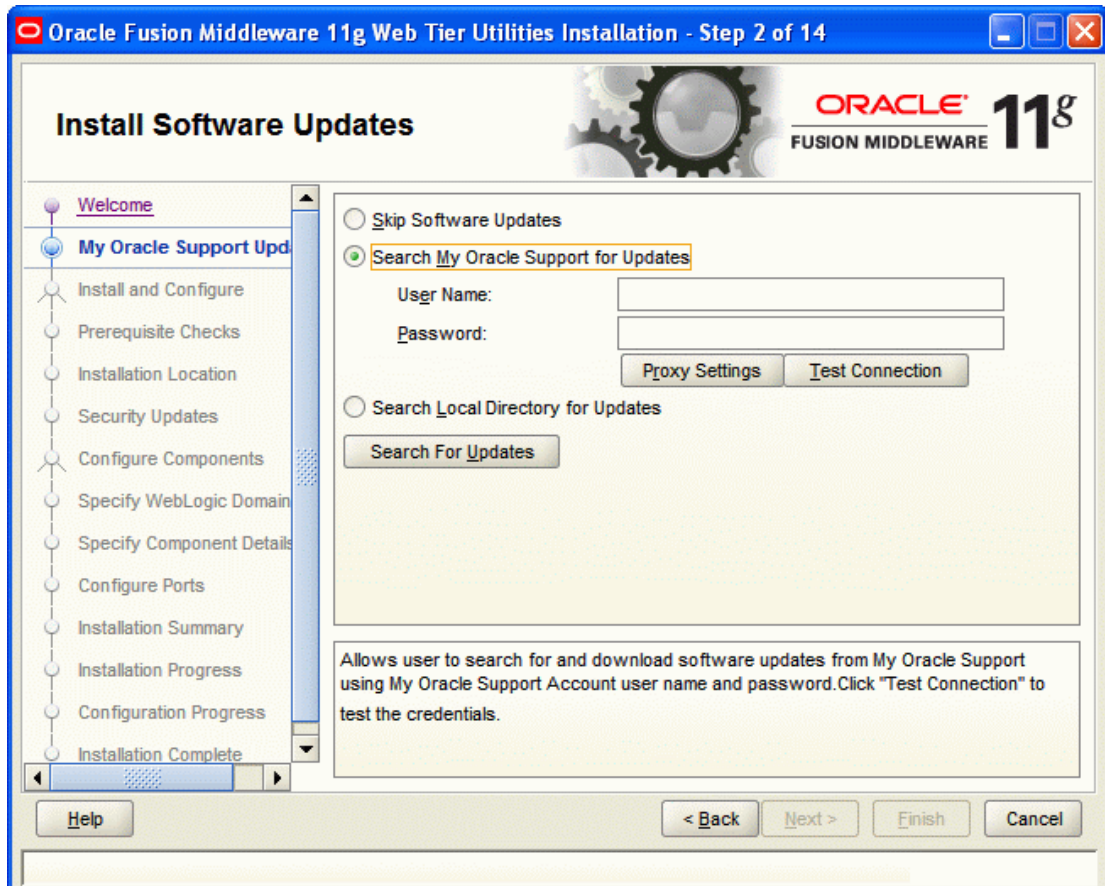 Oracle Fusion Middleware 11g Web Tier Utilities Installation - Step 2 of 14
Install Software Updates
ORACLE
FUSION MIDDLEWARE 11g
Welcome
My Oracle Support Upd
Install and Configure
Prerequisite Checks
Installation Location
Security Updates
Configure Components
Specify WebLogic Domain
Specify Component Details
Configure Ports
Installation Summary
Installation Progress
Configuration Progress
Installation Complete
Skip Software Updates
Search My Oracle Support for Updates
User Name:
Password:
Proxy Settings Test Connection
Search Local Directory for Updates
Search For Updates
Allows user to search for and download software updates from My Oracle Support
using My Oracle Support Account user name and password.Click "Test Connection" to
test the credentials.
Help < Back Next > Finish Cancel